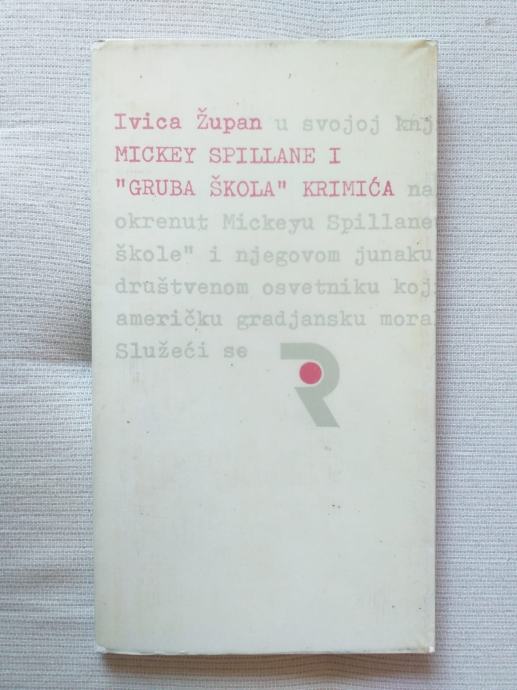 Ivica Župan u svojoj knj
MICKEY SPILLANE I
"GRUBA ŠKOLA" KRIMIĆA na
okrenut Mickeyu Spillane
škole" i njegovom junaku
društvenom osvetniku koj
američku gradjansku mora
Služeći se
R